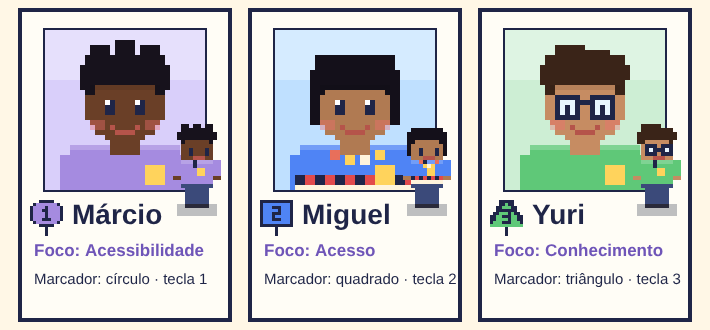 1 Márcio
Foco: Acessibilidade
Marcador: círculo · tecla 1
2 Miguel
Foco: Acesso
Marcador: quadrado · tecla 2
3 Yuri
Foco: Conhecimento
Marcador: triângulo · tecla 3